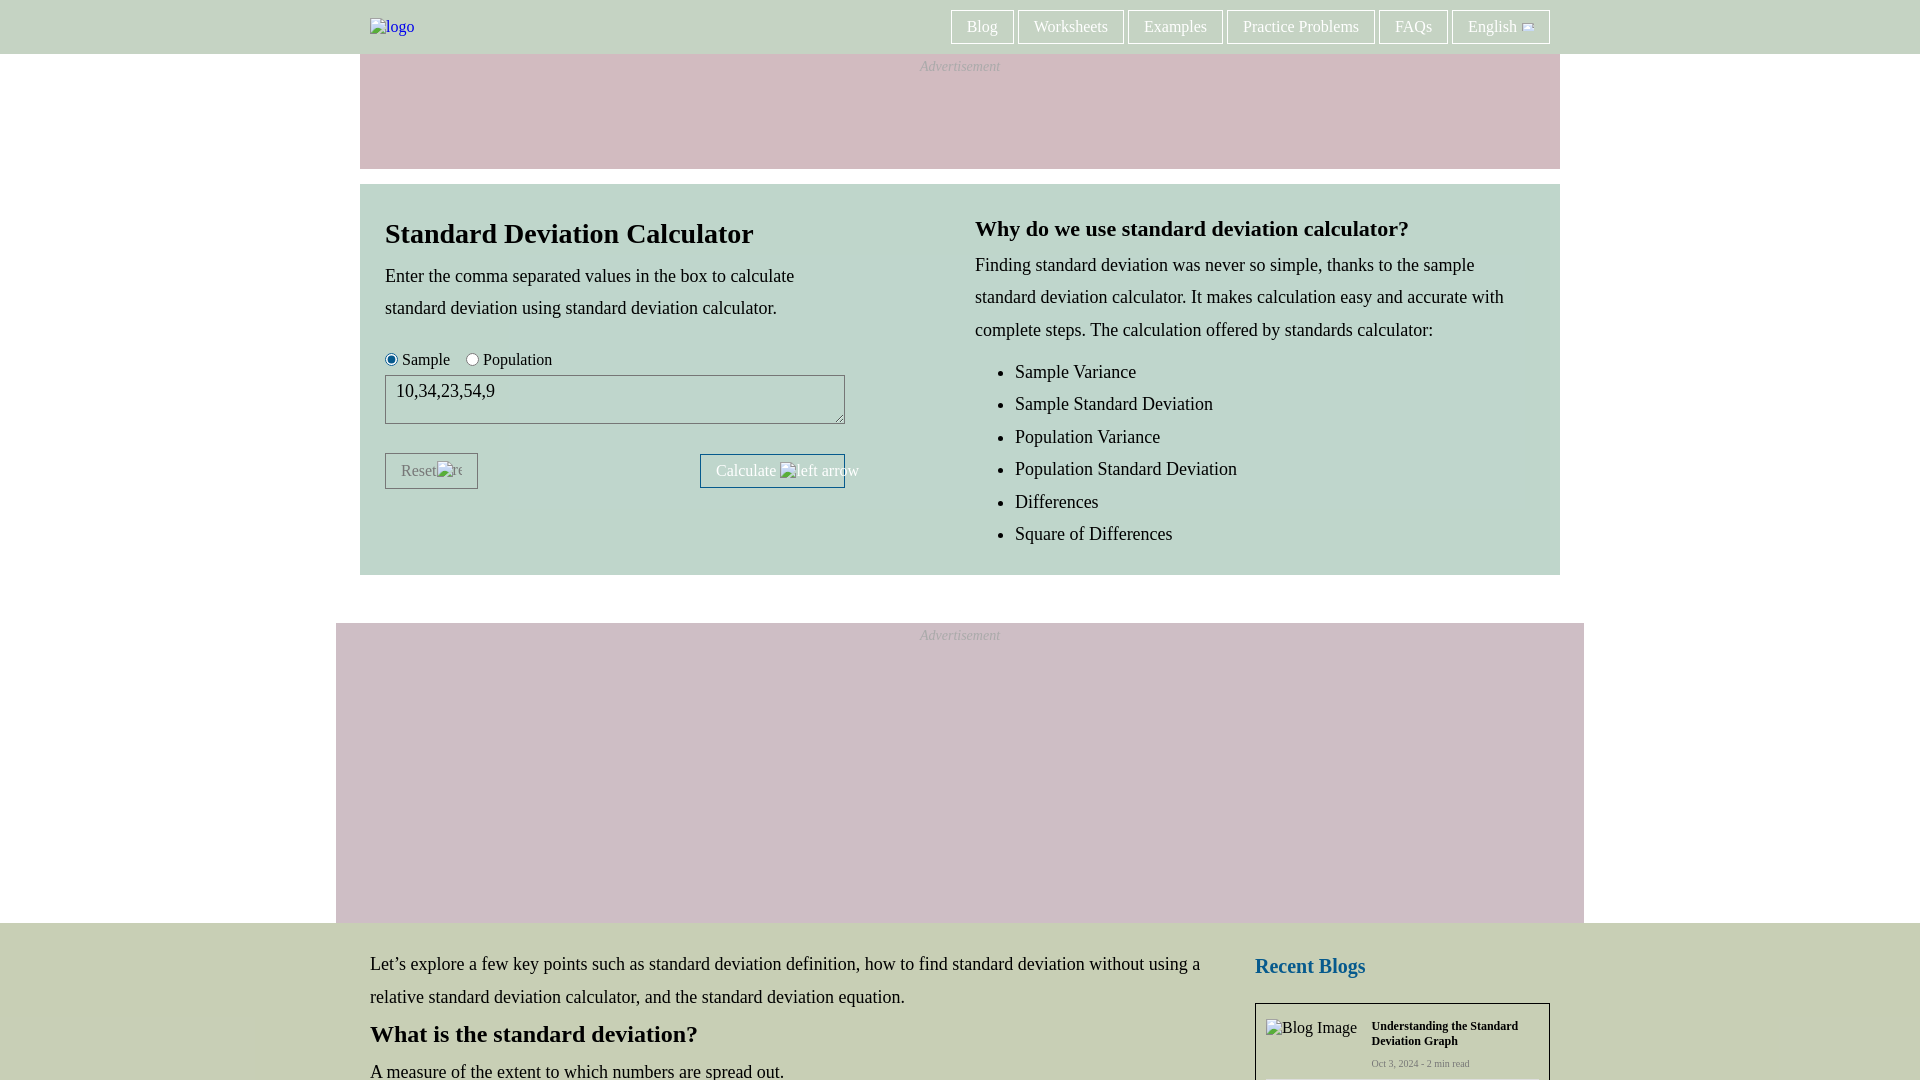 logo
Blog
Worksheets
Examples
Practice Problems
FAQs
English
Advertisement
Standard Deviation Calculator
Enter the comma separated values in the box to calculate
standard deviation using standard deviation calculator.
Sample
Population
10,34,23,54,9
Reset
Calculate left arrow
Why do we use standard deviation calculator?
Finding standard deviation was never so simple, thanks to the sample
standard deviation calculator. It makes calculation easy and accurate with
complete steps. The calculation offered by standards calculator:
Sample Variance
Sample Standard Deviation
Population Variance
Population Standard Deviation
Differences
Square of Differences
Advertisement
Let’s explore a few key points such as standard deviation definition, how to find standard deviation without using a
relative standard deviation calculator, and the standard deviation equation.
What is the standard deviation?
A measure of the extent to which numbers are spread out.
Recent Blogs
Blog Image
Understanding the Standard
Deviation Graph
Oct 3, 2024 - 2 min read